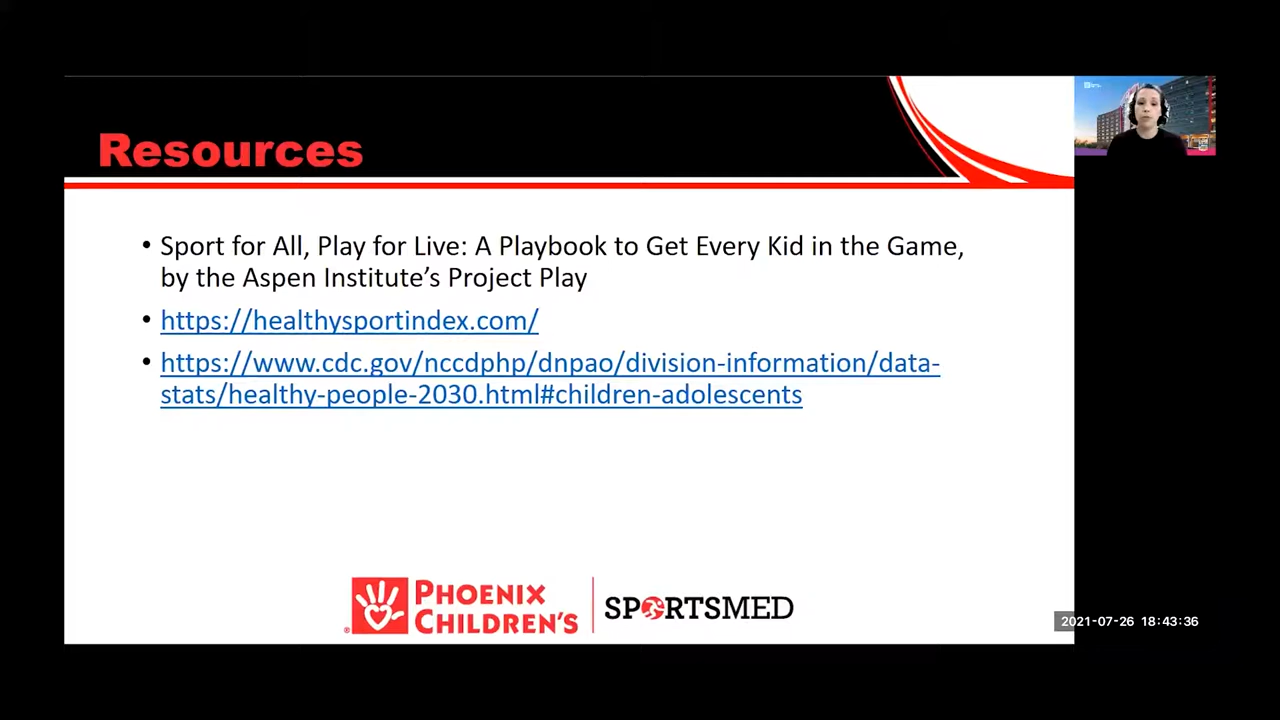 Resources
• Sport for All, Play for Live: A Playbook to Get Every Kid in the Game,
by the Aspen Institute’s Project Play
• https://healthysportindex.com/
• https://www.cdc.gov/nccdphp/dnpao/division-information/data-
stats/healthy-people-2030.html#children-adolescents
PHOENIX
CHILDREN'S
SPORTSMED
2021-07-26 18:43:36